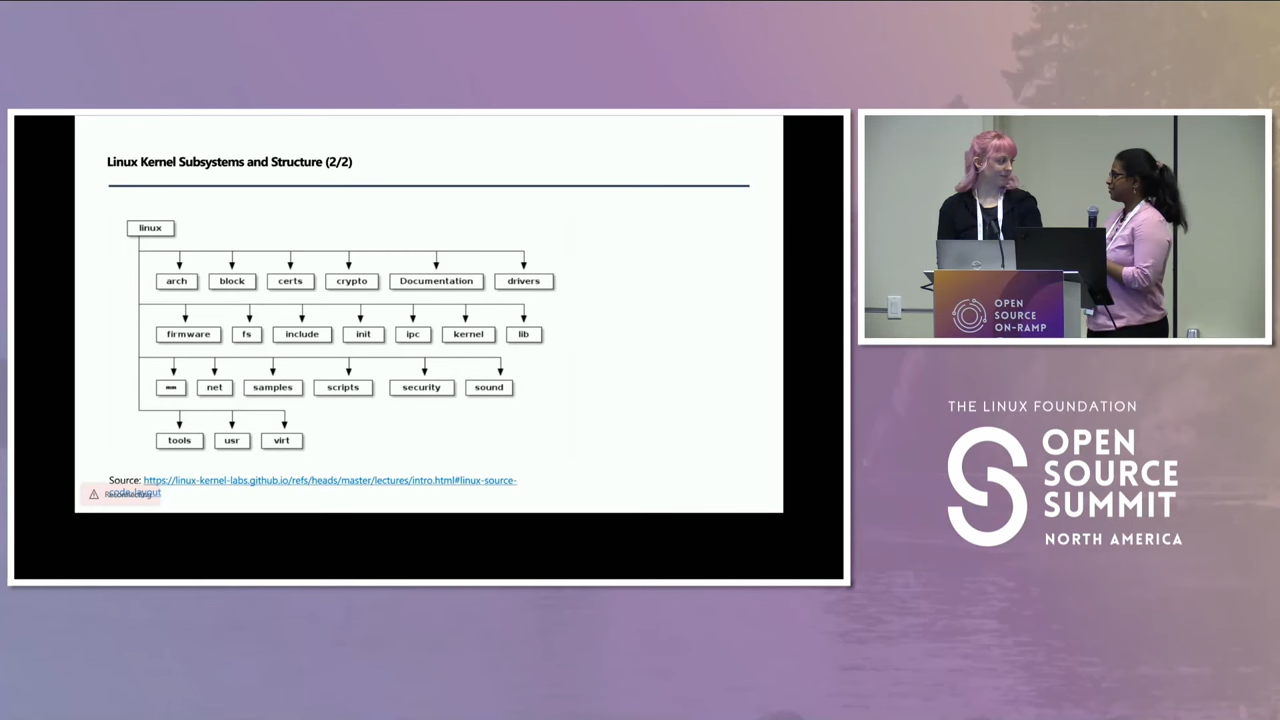 Linux Kernel Subsystems and Structure (2/2)
linux
arch block certs crypto Documentation drivers
firmware fs include init ipc kernel lib
mm net samples scripts security sound
tools usr virt
Source: https://linux-kernel-labs.github.io/refs/heads/master/lectures/intro.html#linux-source-
code-layout
Reconnecting
OPEN
SOURCE
ON-RAMP
THE LINUX FOUNDATION
OPEN
SOURCE
SUMMIT
NORTH AMERICA